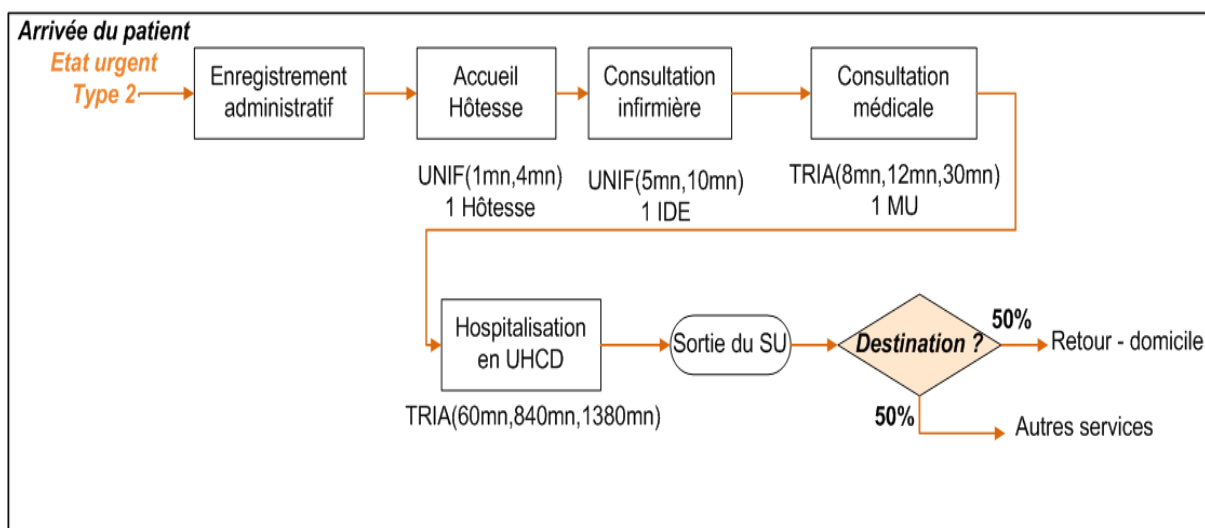 Arrivée du patient
Etat urgent
Type 2
Enregistrement
administratif
Accueil
Hôtesse
Consultation
infirmière
Consultation
médicale
UNIF(1mn,4mn)
1 Hôtesse
UNIF(5mn,10mn)
1 IDE
TRIA(8mn,12mn,30mn)
1 MU
Hospitalisation
en UHCD
TRIA(60mn,840mn,1380mn)
Sortie du SU
Destination ?
50%
Retour - domicile
50%
Autres services